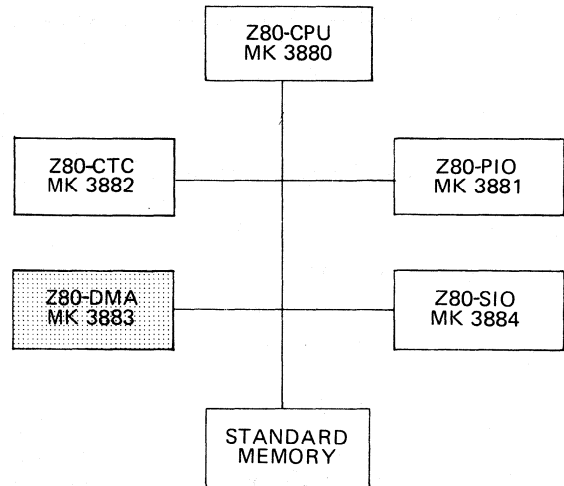 Z80-CPU
MK 3880
Z80-CTC
MK 3882
Z80-PIO
MK 3881
Z80-DMA
MK 3883
Z80-SIO
MK 3884
STANDARD
MEMORY